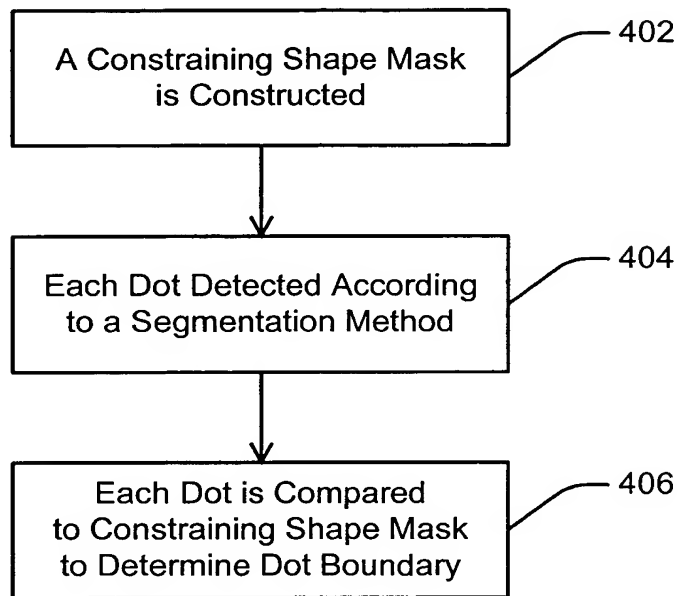 A Constraining Shape Mask
is Constructed
402
Each Dot Detected According
to a Segmentation Method
404
Each Dot is Compared
to Constraining Shape Mask
to Determine Dot Boundary
406